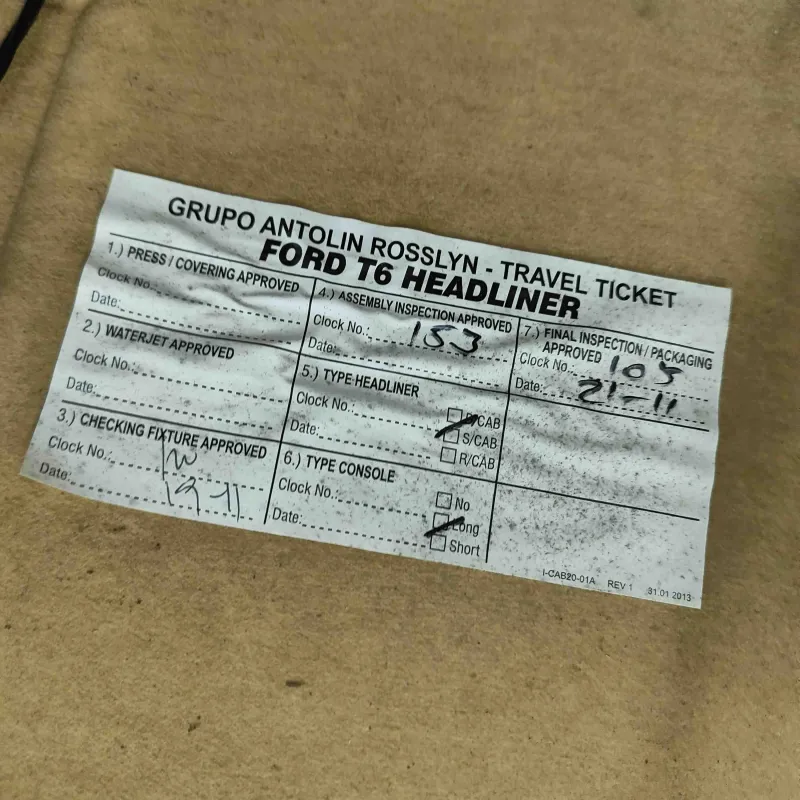 GRUPO ANTOLIN ROSSLYN - TRAVEL TICKET
FORD T6 HEADLINER
1.) PRESS / COVERING APPROVED
Clock No.:
Date:
2.) WATERJET APPROVED
Clock No.:
Date:
3.) CHECKING FIXTURE APPROVED
Clock No.:
Date:
4.) ASSEMBLY INSPECTION APPROVED
Clock No.: 153
Date:
5.) TYPE HEADLINER
Clock No.:
Date:
S/CAB
R/CAB
6.) TYPE CONSOLE
Clock No.:
Date:
No
Long
Short
7.) FINAL INSPECTION / PACKAGING
APPROVED
Clock No.: 105
Date: 21-11
I-CAB20-01A REV 1 31.01 2013